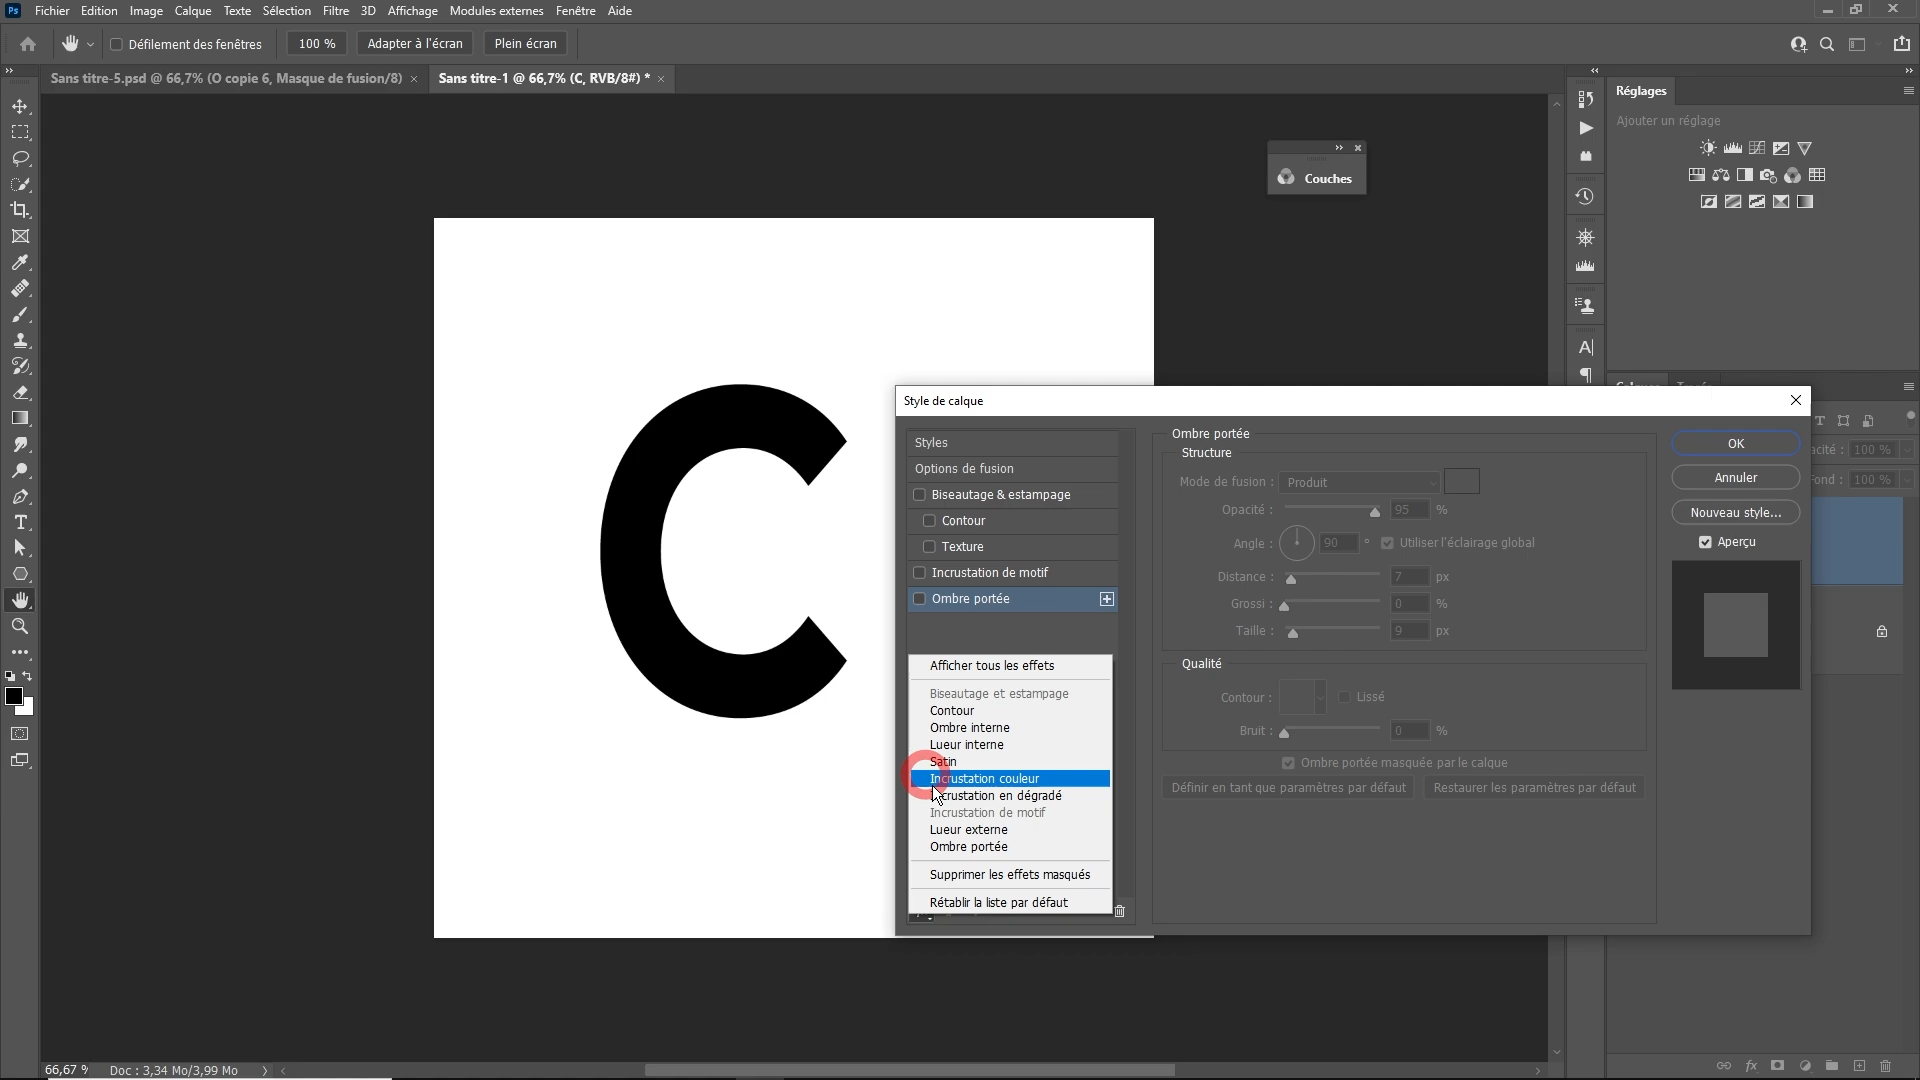 Ps Fichier Edition Image Calque Texte Sélection Filtre 3D Affichage Modules externes Fenêtre Aide
Défilement des fenêtres 100 % Adapter à l'écran Plein écran
Sans titre-5.psd @ 66,7% (O copie 6, Masque de fusion/8) × Sans titre-1 @ 66,7% (C, RVB/8#) * ×
Réglages
Ajouter un réglage
Couches
C
Style de calque
Styles
Options de fusion
Biseautage & estampage
Contour
Texture
Incrustation de motif
Ombre portée
Afficher tous les effets
Biseautage et estampage
Contour
Ombre interne
Lueur interne
Satin
Incrustation couleur
Incrustation en dégradé
Incrustation de motif
Lueur externe
Ombre portée
Supprimer les effets masqués
Rétablir la liste par défaut
Ombre portée
Structure
Mode de fusion : Produit
Opacité : 95 %
Angle : 90 ° Utiliser l'éclairage global
Distance : 7 px
Grossi : 0 %
Taille : 9 px
Qualité
Contour : Lissé
Bruit : 0 %
Ombre portée masquée par le calque
Définir en tant que paramètres par défaut Restaurer les paramètres par défaut
OK
Annuler
Nouveau style...
Aperçu
100 %
Fond : 100 %
66,67 % Doc : 3,34 Mo/3,99 Mo